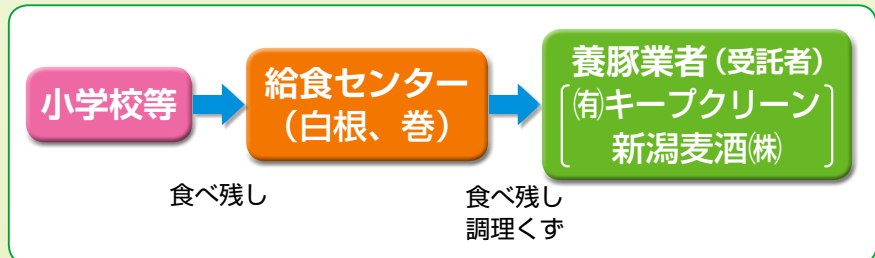 小学校等
給食センター
（白根、巻）
養豚業者（受託者）
㈲キープクリーン
新潟麦酒㈱
食べ残し
食べ残し
調理くず